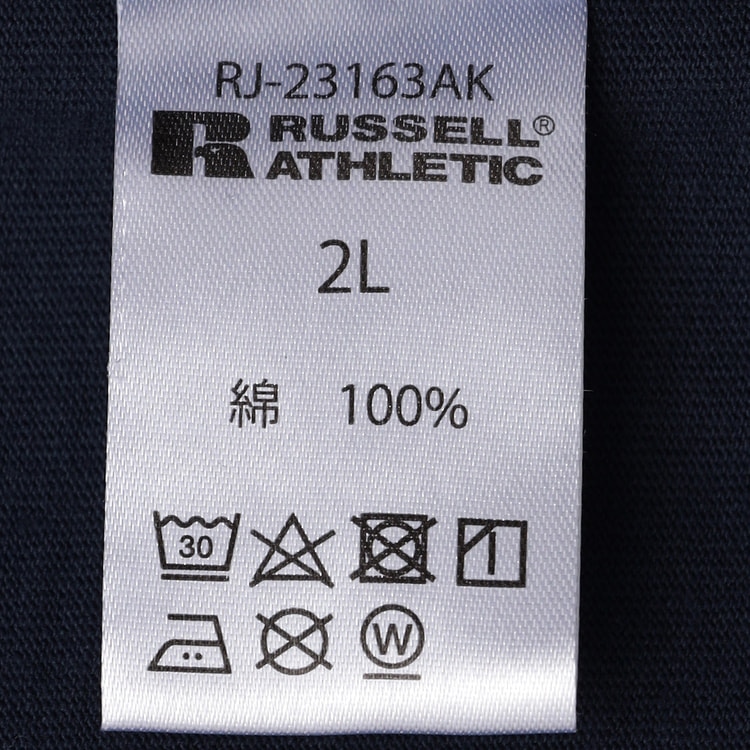 RJ-23163AK
RUSSELL®
ATHLETIC
2L
綿 100%
30
W